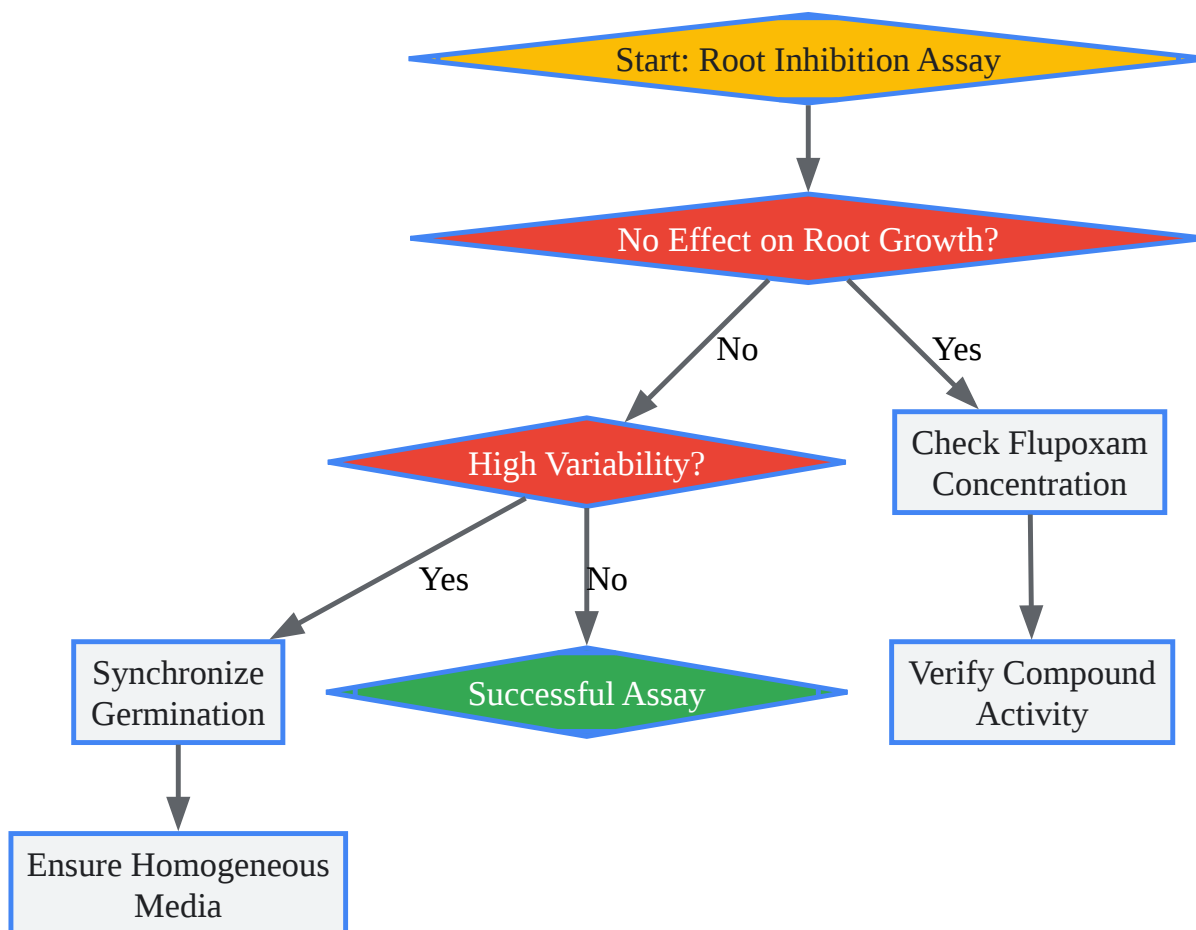 Start: Root Inhibition Assay
No Effect on Root Growth?
No
Yes
High Variability?
Check Flupoxam
Concentration
Yes
No
Synchronize
Germination
Successful Assay
Verify Compound
Activity
Ensure Homogeneous
Media